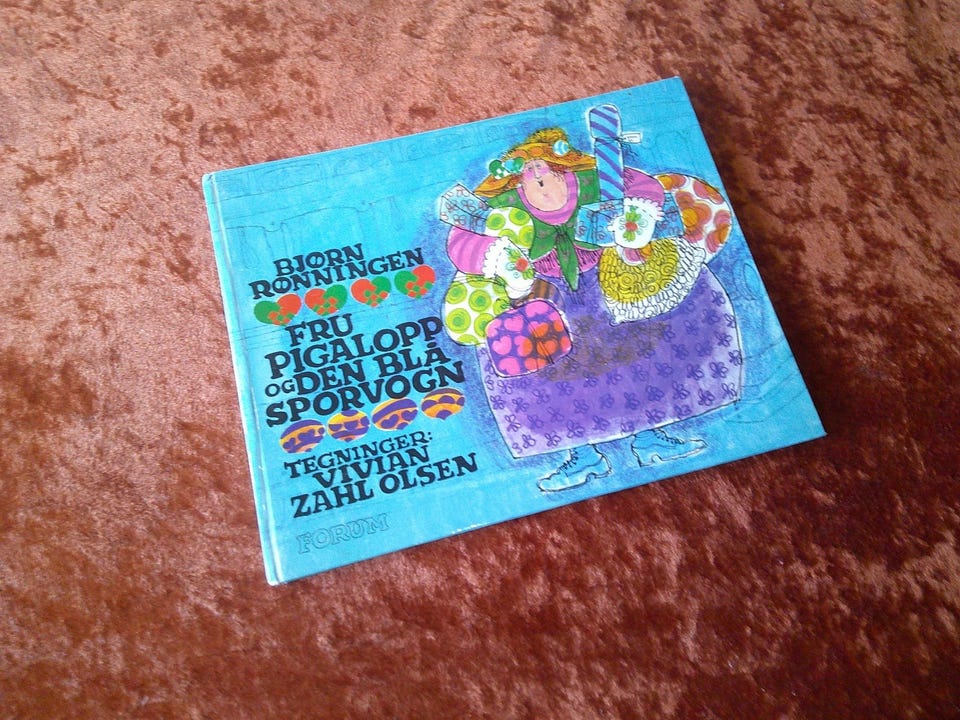 BJØRN
RØNNINGEN
FRU
PIGALOPP
OG DEN BLÅ
SPORVOGN
TEGNINGER:
VIVIAN
ZAHL OLSEN
FORUM